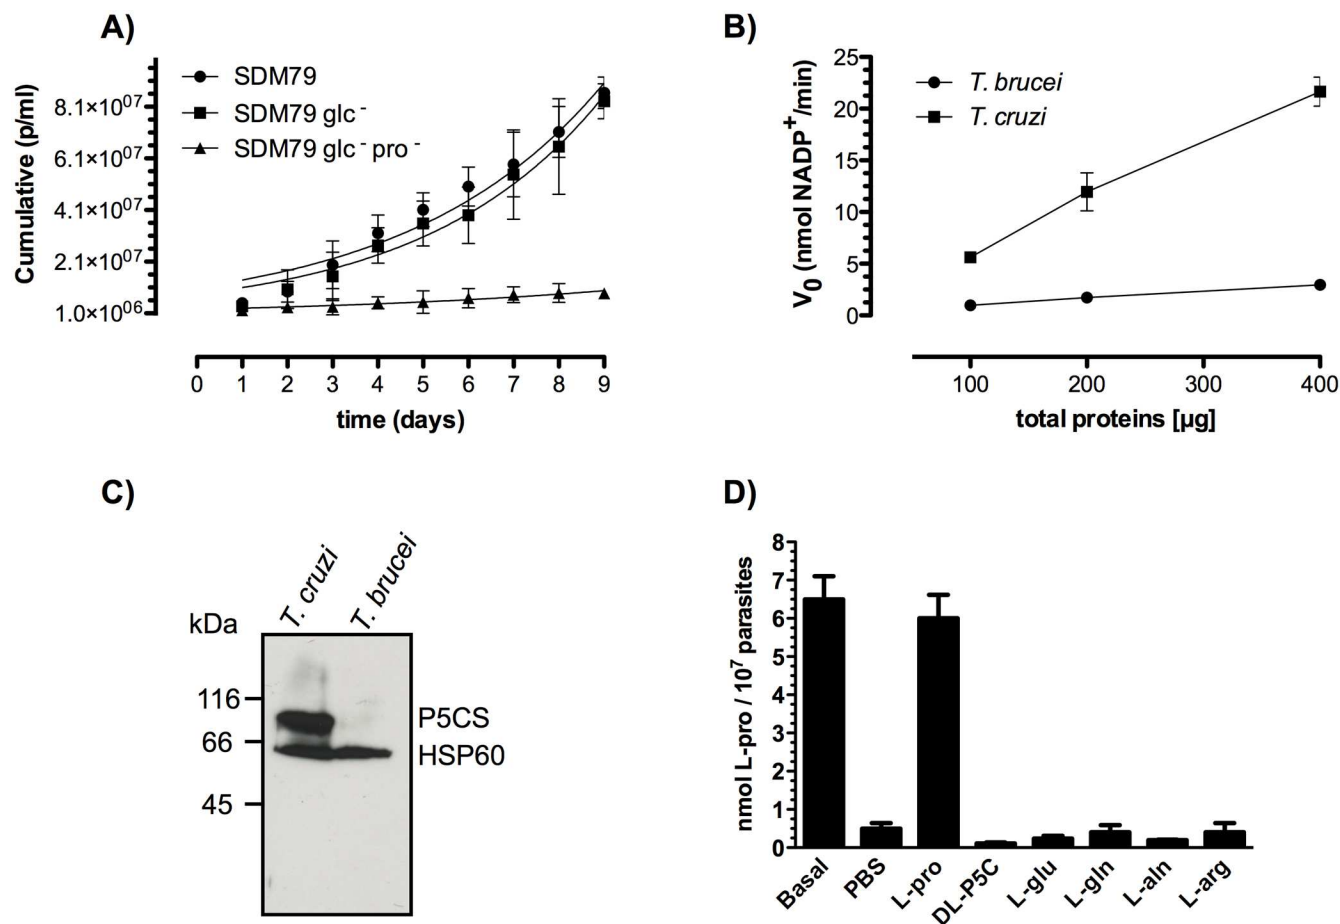 A)
Cumulative (p/ml)
8.1×10⁰⁷
6.1×10⁰⁷
4.1×10⁰⁷
2.1×10⁰⁷
1.0×10⁰⁶
SDM79
SDM79 glc⁻
SDM79 glc⁻ pro⁻
0 1 2 3 4 5 6 7 8 9
time (days)
B)
V₀ (nmol NADP⁺/min)
25
20
15
10
5
0
T. brucei
T. cruzi
100 200 300 400
total proteins [µg]
C)
T. cruzi
T. brucei
kDa
116
66
45
P5CS
HSP60
D)
nmol L-pro / 10⁷ parasites
8
7
6
5
4
3
2
1
0
Basal
PBS
L-pro
DL-P5C
L-glu
L-gln
L-aln
L-arg